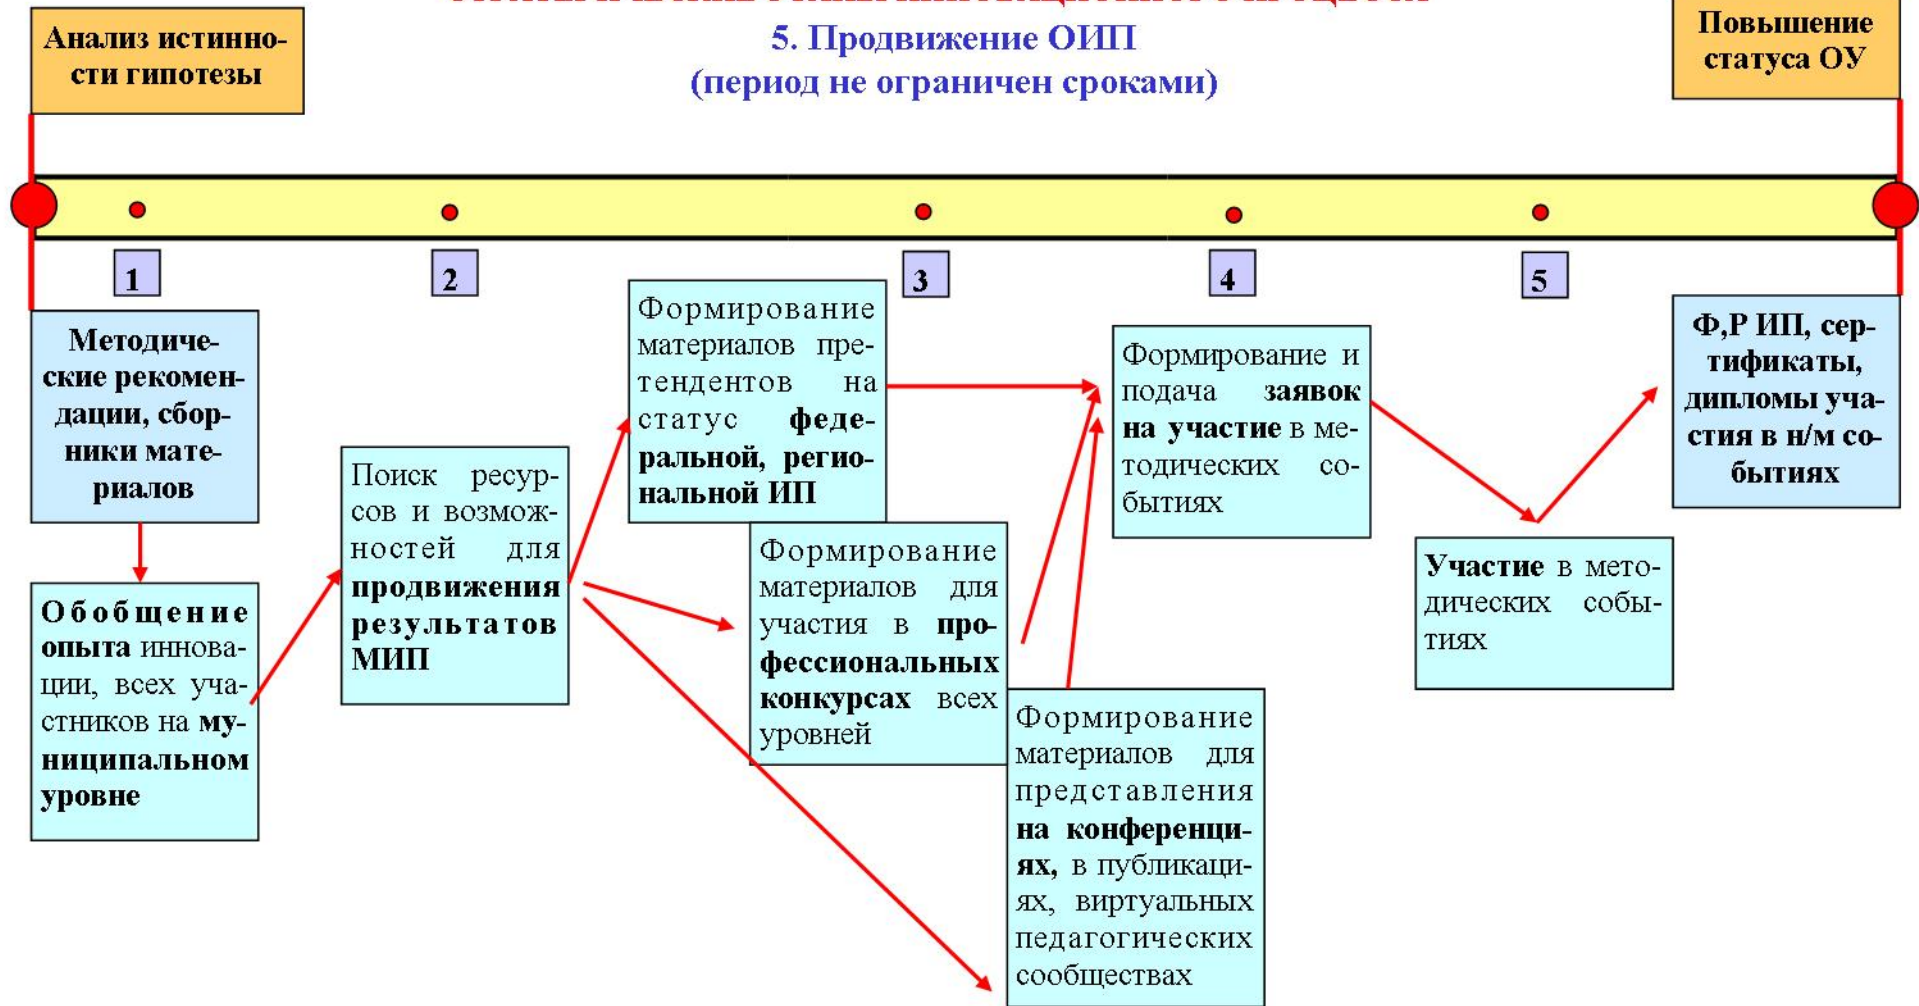 Анализ истинно-
сти гипотезы
5. Продвижение ОИП
(период не ограничен сроками)
Повышение
статуса ОУ
1
2
3
4
5
Методиче-
ские рекомен-
дации, сбор-
ники мате-
риалов
Обобщение
опыта иннова-
ции, всех уча-
стников на му-
ниципальном
уровне
Поиск ресур-
сов и возмож-
ностей для
продвижения
результатов
МИП
Формирование
материалов пре-
тендентов на
статус феде-
ральной, регио-
нальной ИП
Формирование
материалов для
участия в про-
фессиональных
конкурсах всех
уровней
Формирование
материалов для
представления
на конференци-
ях, в публикаци-
ях, виртуальных
педагогических
сообществах
Формирование и
подача заявок
на участие в ме-
тодических со-
бытиях
Участие в мето-
дических собы-
тиях
Ф,Р ИП, сер-
тификаты,
дипломы уча-
стия в н/м со-
бытиях